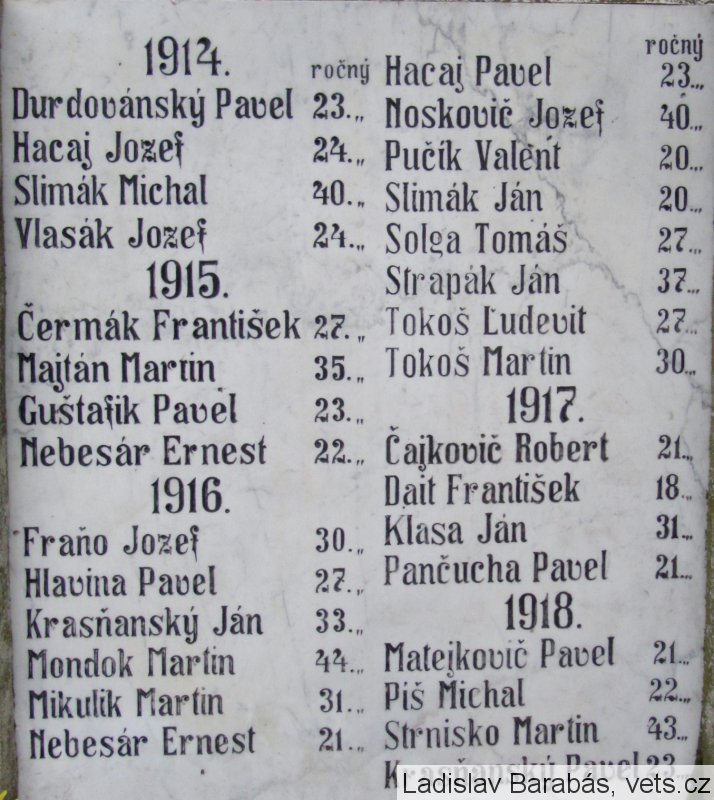 1914.
ročný
Durdovánský Pavel 23.„
Hacaj Jozef 24.„
Slimák Michal 40.„
Vlasák Jozef 24.„
1915.
Čermák František 27.„
Majtán Martin 35.„
Guštafik Pavel 23.„
Nebesár Ernest 22.„
1916.
Fraňo Jozef 30.„
Hlavina Pavel 27.„
Krasňanský Ján 33.„
Mondok Martin 44.„
Mikulik Martin 31.„
Nebesár Ernest 21.„
ročný
Hacaj Pavel 23.„
Noskovič Jozef 40.„
Pučik Valent 20.„
Slimák Ján 20.„
Solga Tomáš 27.„
Strapák Ján 37.„
Tokoš Ľudevit 27.„
Tokoš Martin 30.„
1917.
Čajkovič Robert 21.„
Dait František 18.„
Klasa Ján 31.„
Pančucha Pavel 21.„
1918.
Matejkovič Pavel 21.„
Piš Michal 22.„
Strnisko Martin 43.„
Krasňanský Pavel 23.„
Ladislav Barabás, vets.cz